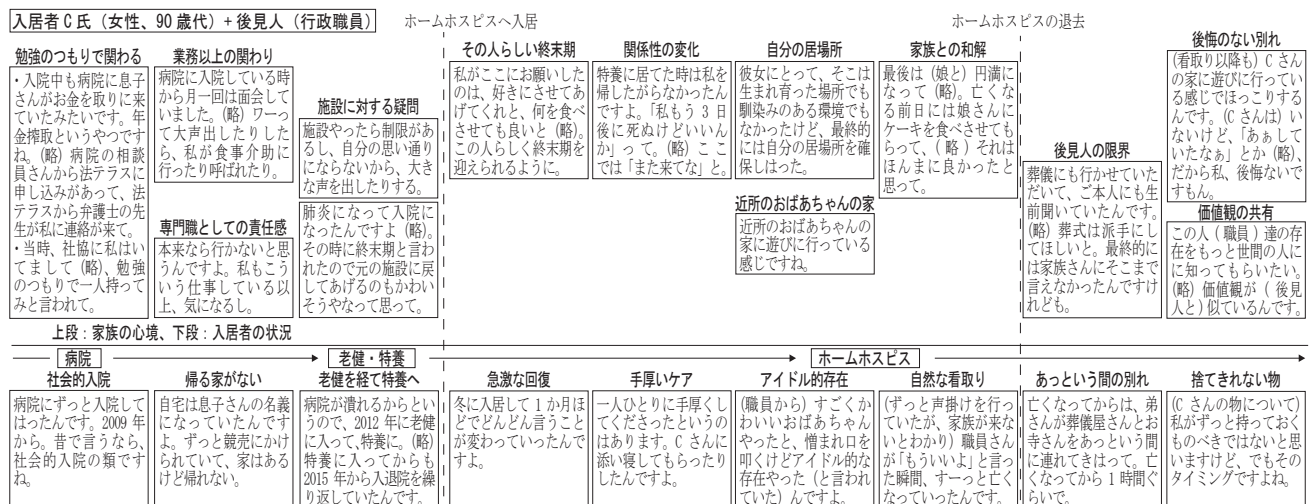 入居者 C 氏（女性、90 歳代）+ 後見人（行政職員）
ホームホスピスへ入居
ホームホスピスの退去
勉強のつもりで関わる
・入院中も病院に息子
さんがお金を取りに来
ていたみたいです。年
金搾取というやつです
ね。(略) 病院の相談
員さんから法テラスに
申し込みがあって、法
テラスから弁護士の先
生が私に連絡が来て。
・当時、社協に私はい
てまして (略)、勉強
のつもりで一人持って
みと言われて。
業務以上の関わり
病院に入院している時
から月一回は面会して
いました。(略) ワーっ
て大声出したりした
ら、私が食事介助に
行ったり呼ばれたり。
専門職としての責任感
本来なら行かないと思
うんですよ。私もこう
いう仕事している以
上、気になるし。
施設に対する疑問
施設やったら制限があ
るし、自分の思い通り
にならないから、大き
な声を出したりする。
肺炎になって入院に
なったんですよ (略)。
その時に終末期と言わ
れたので元の施設に戻
してあげるのもかわい
そうやなって思って。
その人らしい終末期
私がここにお願いした
のは、好きにさせてあ
げてくれと、何を食べ
させても良いと (略)。
この人らしく終末期を
迎えられるように。
関係性の変化
特養に居てた時は私を
帰したがらなかったん
ですよ。「私もう 3 日
後に死ぬけどいいん
か」って。(略) ここ
では「また来てな」と。
自分の居場所
彼女にとって、そこは
生まれ育った場所でも
馴染みのある環境でも
なかったけど、最終的
には自分の居場所を確
保しはった。
近所のおばあちゃんの家
近所のおばあちゃんの
家に遊びに行っている
感じですね。
家族との和解
最後は (娘と) 円満に
なって (略)。亡くな
る前日には娘さんに
ケーキを食べさせても
らって、( 略 ) それは
ほんまに良かったと
思って。
後見人の限界
葬儀にも行かせていた
だいて、ご本人にも生
前聞いていたんです。
(略) 葬式は派手にし
てほしいと。最終的に
は家族さんにそこまで
言えなかったんですけ
れども。
後悔のない別れ
(看取り以降も) C さん
の家に遊びに行ってい
る感じでほっこりする
んです。(C さんは) い
ないけど、「あぁして
いたなぁ」とか (略)、
だから私、後悔ないで
すもん。
価値観の共有
この人 ( 職員 ) 達の存
在をもっと世間の人に
に知ってもらいたい。
(略) 価値観が ( 後見
人と) 似ているんです。
上段：家族の心境、下段：入居者の状況
病院
老健・特養
ホームホスピス
社会的入院
病院にずっと入院して
はったんです。2009 年
から。昔で言うなら、
社会的入院の類です
ね。
帰る家がない
自宅は息子さんの名義
になっていたんです
よ。ずっと競売にかけ
られていて、家はある
けど帰れない。
老健を経て特養へ
病院が潰れるからとい
うので、2012 年に老健
に入って、特養に。(略)
特養に入ってからも
2015 年から入退院を繰
り返していたんです。
急激な回復
冬に入居して 1 か月ほ
どでどんどん言うこと
が変わっていったんで
すよ。
手厚いケア
一人ひとりに手厚くし
てくださったというの
はあります。C さんに
添い寝してもらったり
したんですよ。
アイドル的存在
(職員から) すごくか
わいいおばあちゃん
やったと、憎まれ口を
叩くけどアイドル的な
存在やった (と言われ
ていた) んですよ。
自然な看取り
(ずっと声掛けを行っ
ていたが、家族が来な
いとわかり) 職員さん
が「もういいよ」と言っ
た瞬間、すーっと亡く
なっていったんです。
あっという間の別れ
亡くなってからは、弟
さんが葬儀屋さんとお
寺さんをあっという間
に連れてきはって。亡
くなってから 1 時間ぐ
らいで。
捨てきれない物
(C さんの物について)
私がずっと持っておく
ものべきではないと思
いますけど、でもその
タイミングですよね。